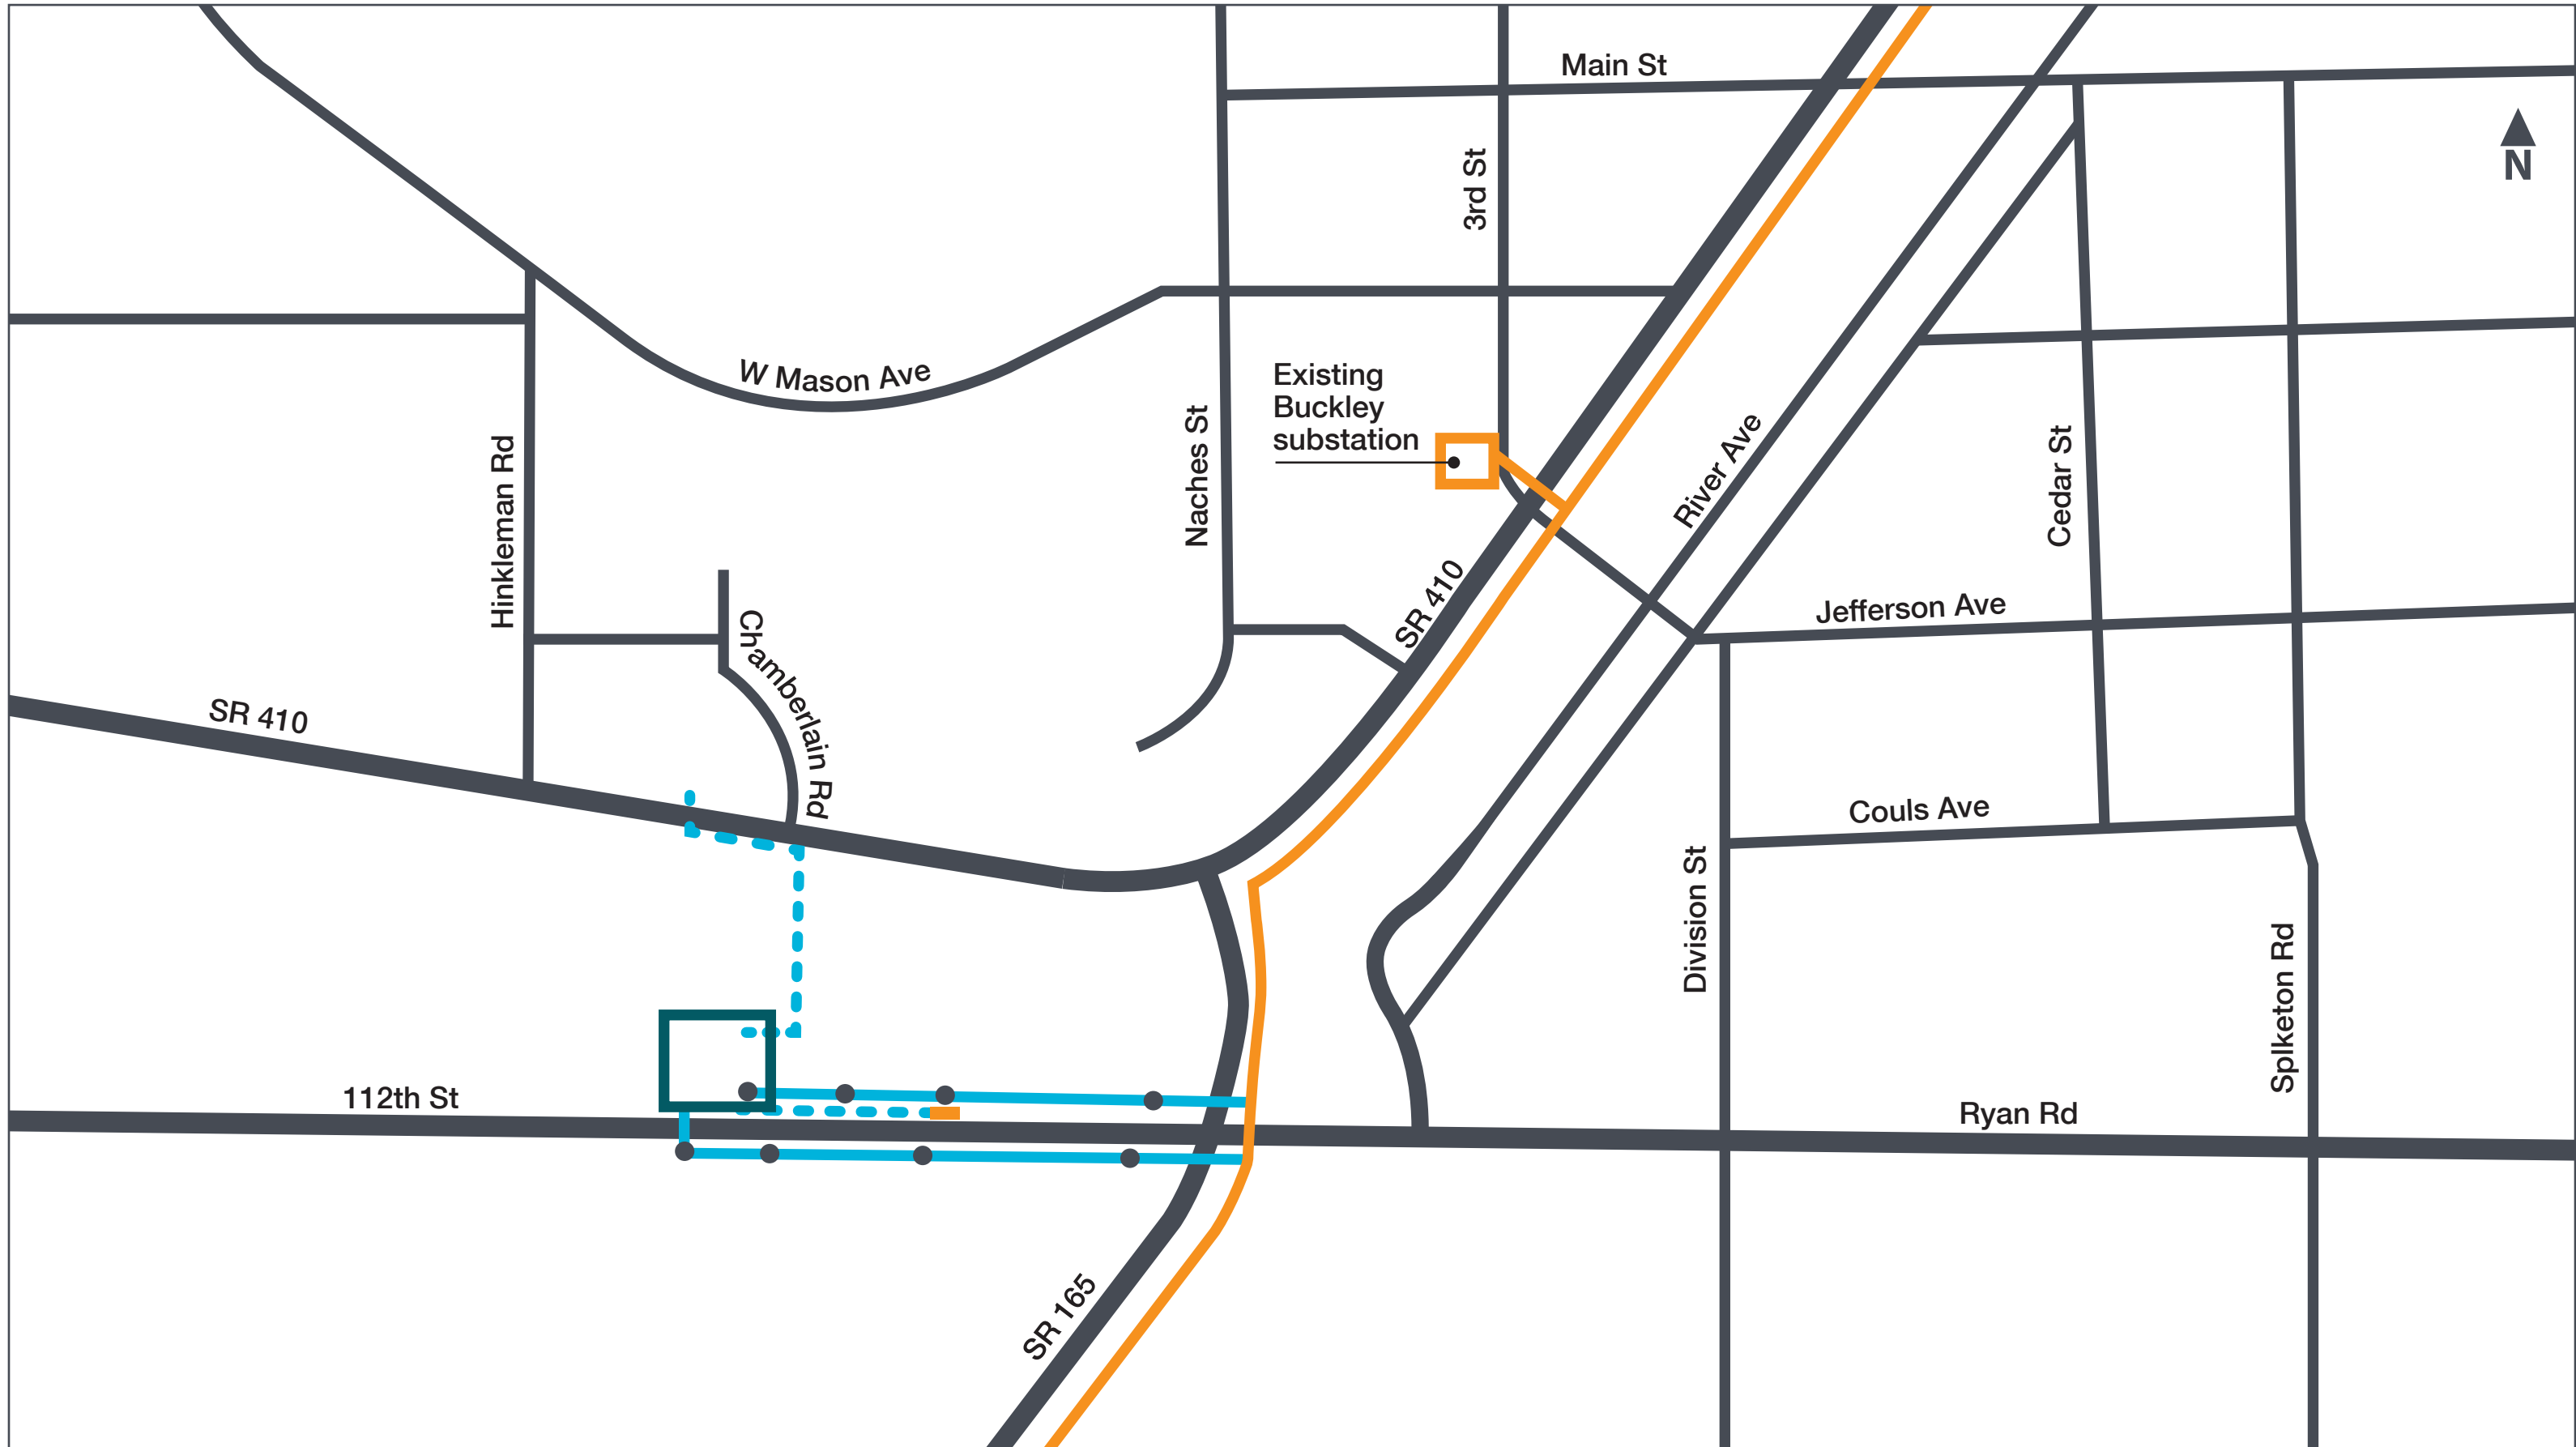 Main St
N
3rd St
W Mason Ave
Existing
Buckley
substation
Naches St
River Ave
Cedar St
Hinkleman Rd
SR 410
Jefferson Ave
Chamberlain Rd
SR 410
Couls Ave
Division St
Splketon Rd
112th St
Ryan Rd
SR 165